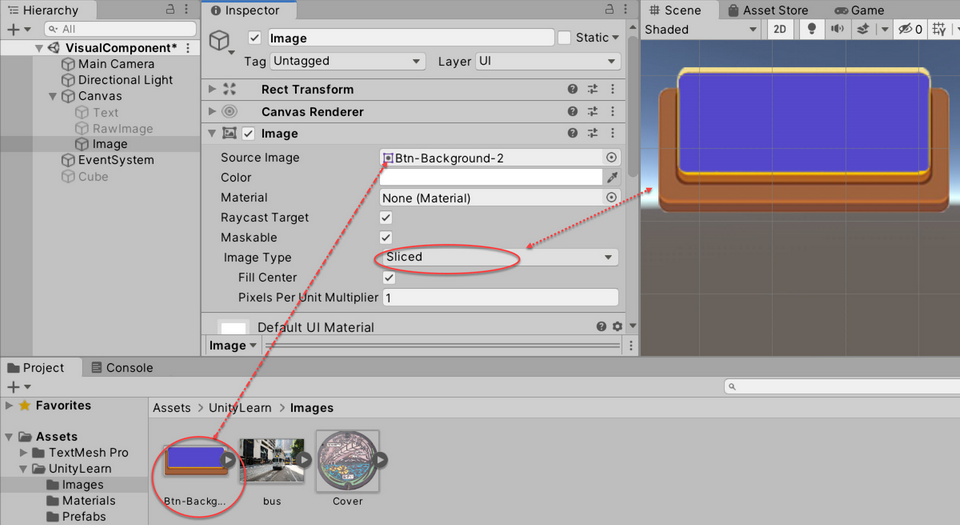 Hierarchy
All
VisualComponent*
Main Camera
Directional Light
Canvas
Text
RawImage
Image
EventSystem
Cube
Inspector
Image
Static
Tag Untagged Layer UI
Rect Transform
Canvas Renderer
Image
Source Image Btn-Background-2
Color
Material None (Material)
Raycast Target
Maskable
Image Type Sliced
Fill Center
Pixels Per Unit Multiplier 1
Default UI Material
Image
Scene Asset Store Game
Shaded 2D 0
Project Console
Favorites
Assets
TextMesh Pro
UnityLearn
Images
Materials
Prefabs
Assets > UnityLearn > Images
Btn-Backg... bus Cover